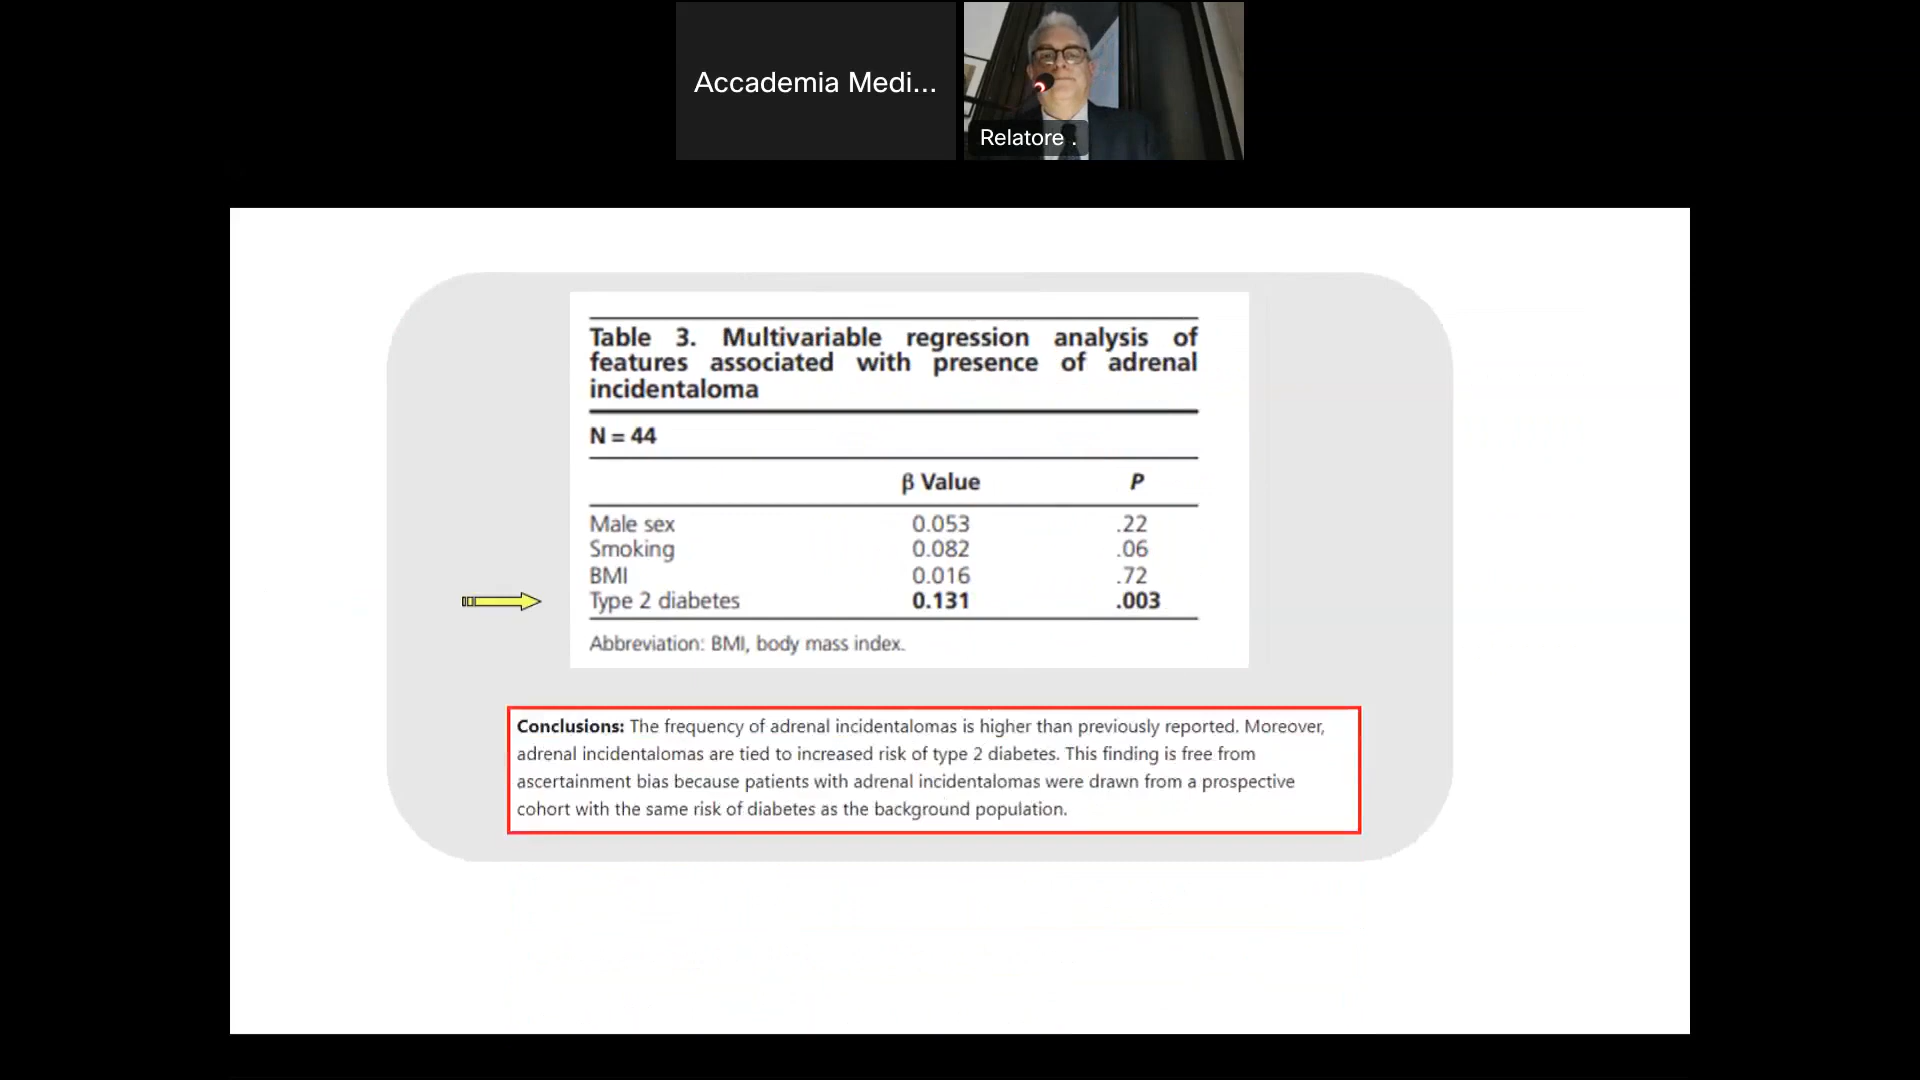 Accademia Medi...
Relatore .
Table 3. Multivariable regression analysis of
features associated with presence of adrenal
incidentaloma
N = 44
β Value P
Male sex 0.053 .22
Smoking 0.082 .06
BMI 0.016 .72
Type 2 diabetes 0.131 .003
Abbreviation: BMI, body mass index.
Conclusions: The frequency of adrenal incidentalomas is higher than previously reported. Moreover,
adrenal incidentalomas are tied to increased risk of type 2 diabetes. This finding is free from
ascertainment bias because patients with adrenal incidentalomas were drawn from a prospective
cohort with the same risk of diabetes as the background population.